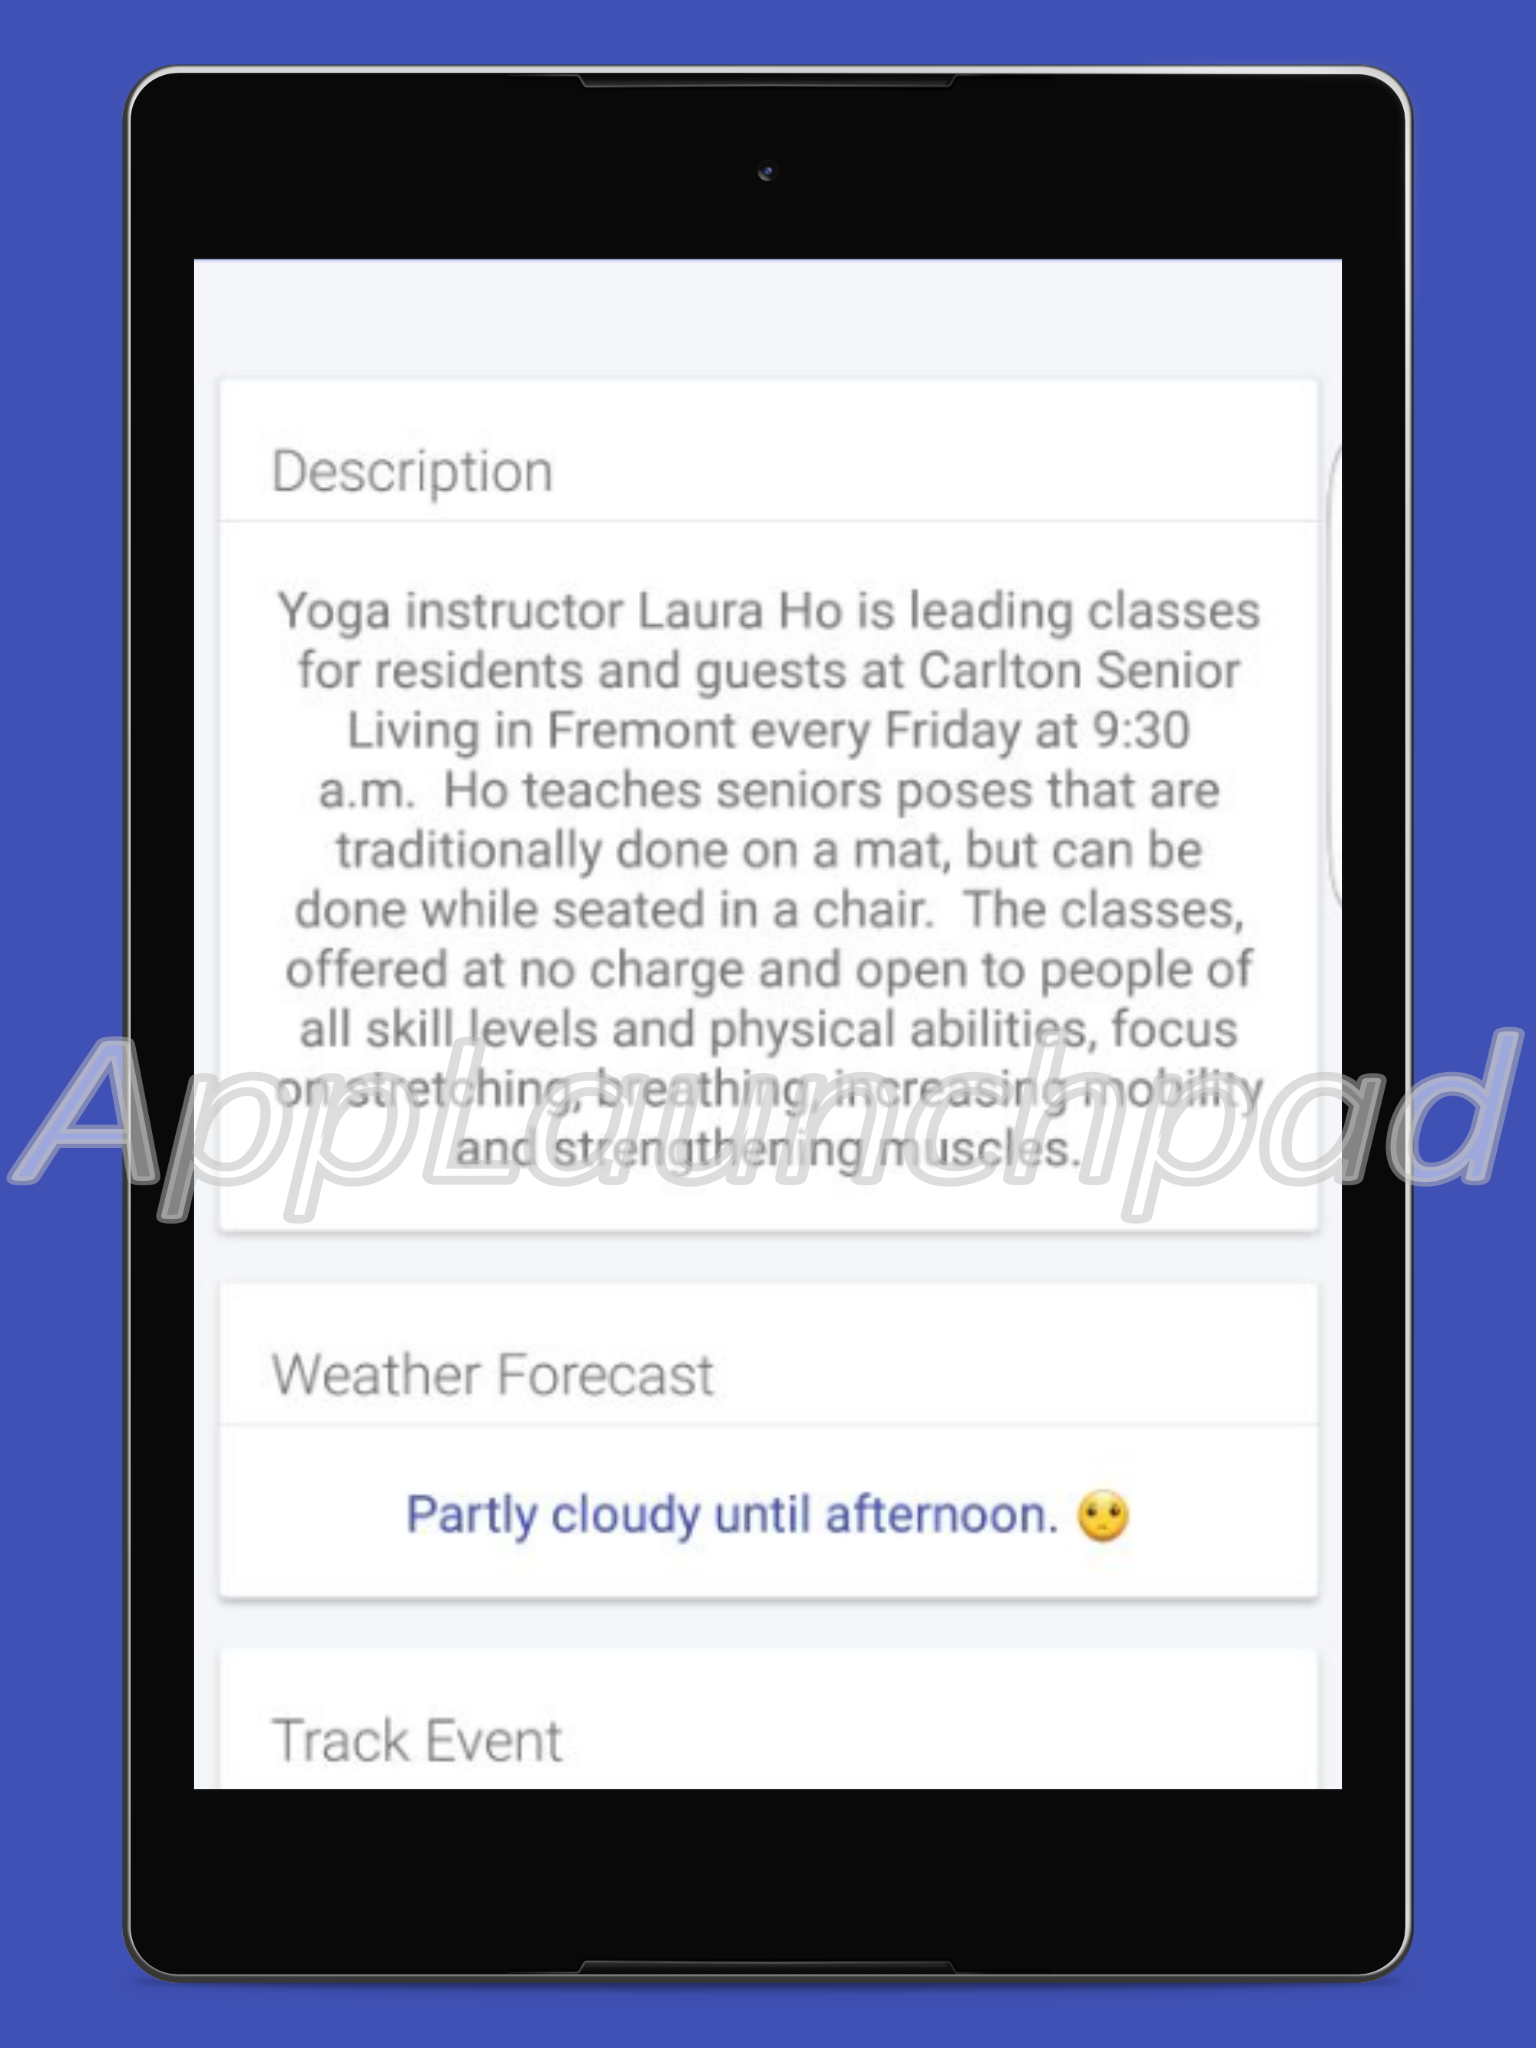 Description
Yoga instructor Laura Ho is leading classes
for residents and guests at Carlton Senior
Living in Fremont every Friday at 9:30
a.m.  Ho teaches seniors poses that are
traditionally done on a mat, but can be
done while seated in a chair.  The classes,
offered at no charge and open to people of
all skill levels and physical abilities, focus
on stretching, breathing, increasing mobility
and strengthening muscles.
AppLaunchpad
Weather Forecast
Partly cloudy until afternoon. 🙁
Track Event